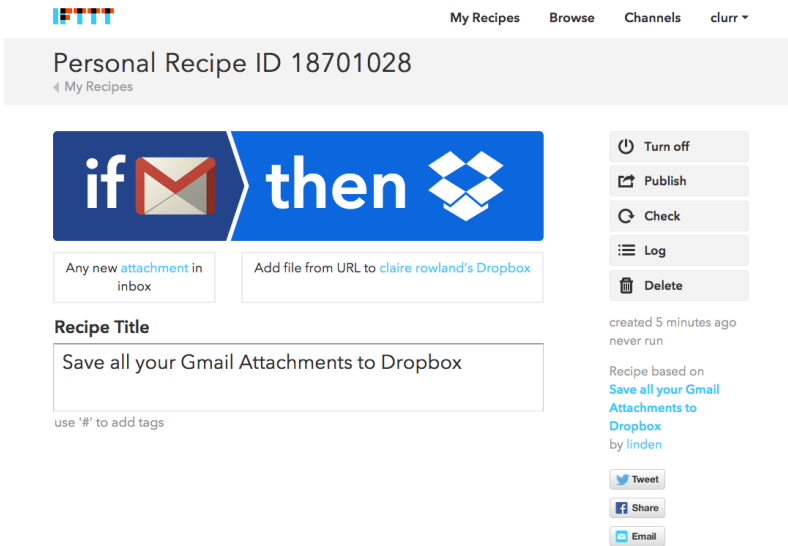 IFTTT
My Recipes Browse Channels clurr
Personal Recipe ID 18701028
My Recipes
if then
Any new attachment in
inbox
Add file from URL to claire rowland's Dropbox
Recipe Title
Save all your Gmail Attachments to Dropbox
use '#' to add tags
Turn off
Publish
Check
Log
Delete
created 5 minutes ago
never run
Recipe based on
Save all your Gmail
Attachments to
Dropbox
by linden
Tweet
Share
Email